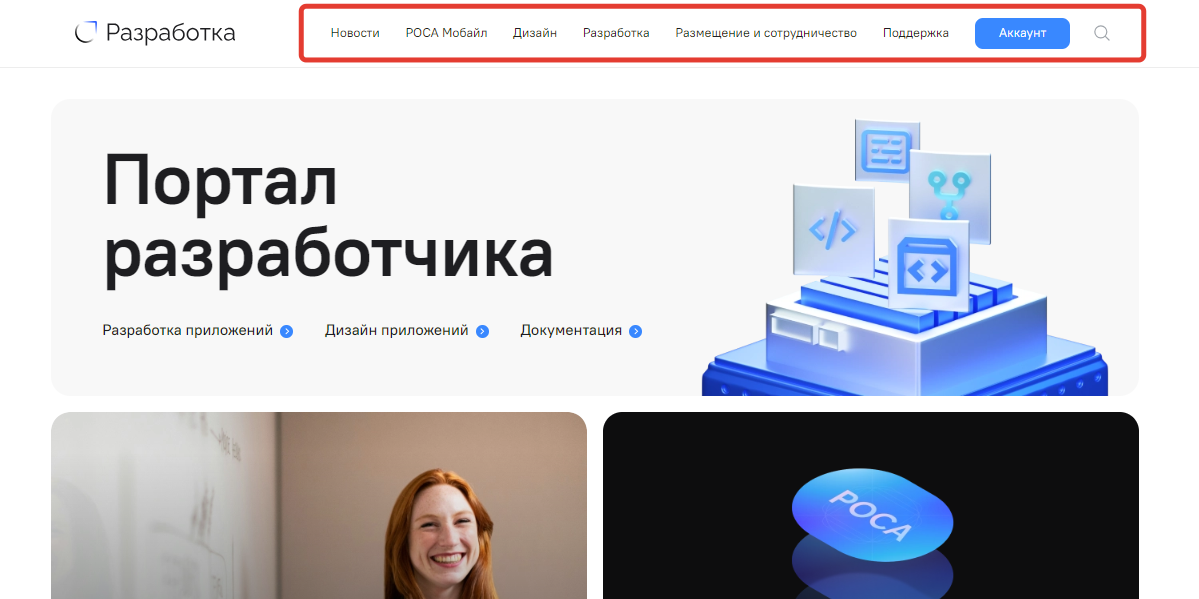 Разработка
Новости РОСА Мобайл Дизайн Разработка Размещение и сотрудничество Поддержка Аккаунт
Портал
разработчика
Разработка приложений Дизайн приложений Документация
РОСА